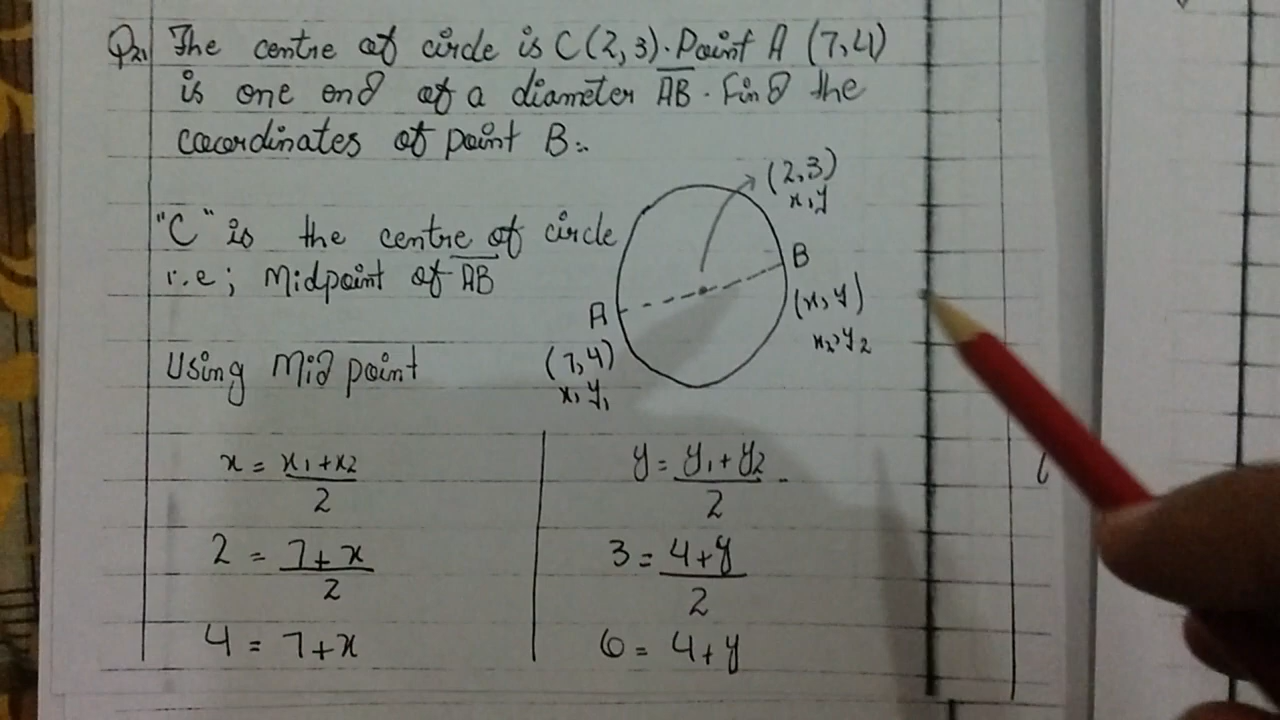 Q2, The centre of circle is C(2,3). Point A (7,4)
is one end of a diameter AB. Find the
coordinates of point B:-
(2,3)
x,y
"C" is the centre of circle
i.e; Midpoint of AB
B
(x,y)
x2,y2
A
(7,4)
x,y1
Using Mid point
x = x1+x2
2
y = y1+y2
2
2 = 7+x
2
3 = 4+y
2
4 = 7+x
6 = 4+y